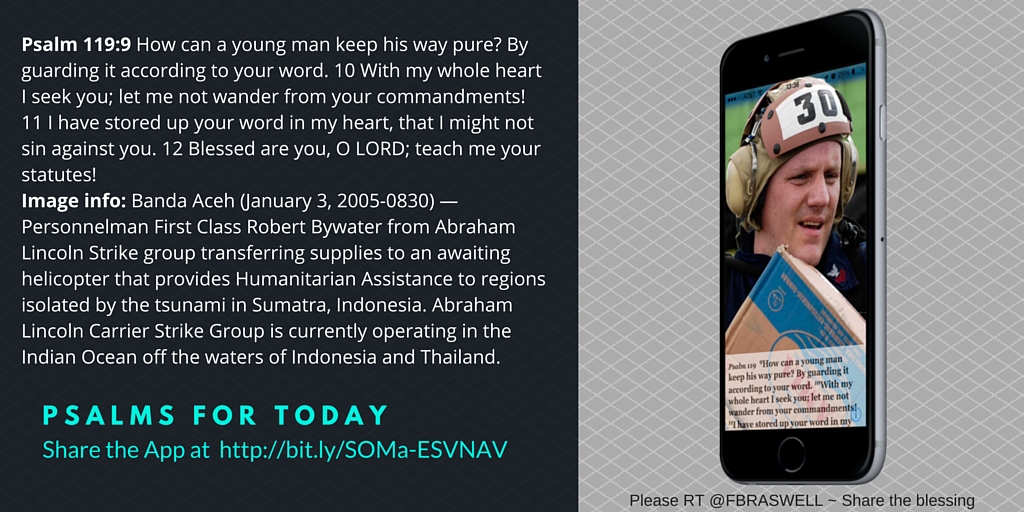 Psalm 119:9 How can a young man keep his way pure? By
guarding it according to your word. 10 With my whole heart
I seek you; let me not wander from your commandments!
11 I have stored up your word in my heart, that I might not
sin against you. 12 Blessed are you, O LORD; teach me your
statutes!
Image info: Banda Aceh (January 3, 2005-0830) —
Personnelman First Class Robert Bywater from Abraham
Lincoln Strike group transferring supplies to an awaiting
helicopter that provides Humanitarian Assistance to regions
isolated by the tsunami in Sumatra, Indonesia. Abraham
Lincoln Carrier Strike Group is currently operating in the
Indian Ocean off the waters of Indonesia and Thailand.
PSALMS FOR TODAY
Share the App at http://bit.ly/SOMa-ESVNAV
AT&T 13:36 25%
30
Psalm 119 ⁹How can a young man
keep his way pure? By guarding it
according to your word. ¹⁰With my
whole heart I seek you; let me not
wander from your commandments!
¹¹I have stored up your word in my
Please RT @FBRASWELL ~ Share the blessing